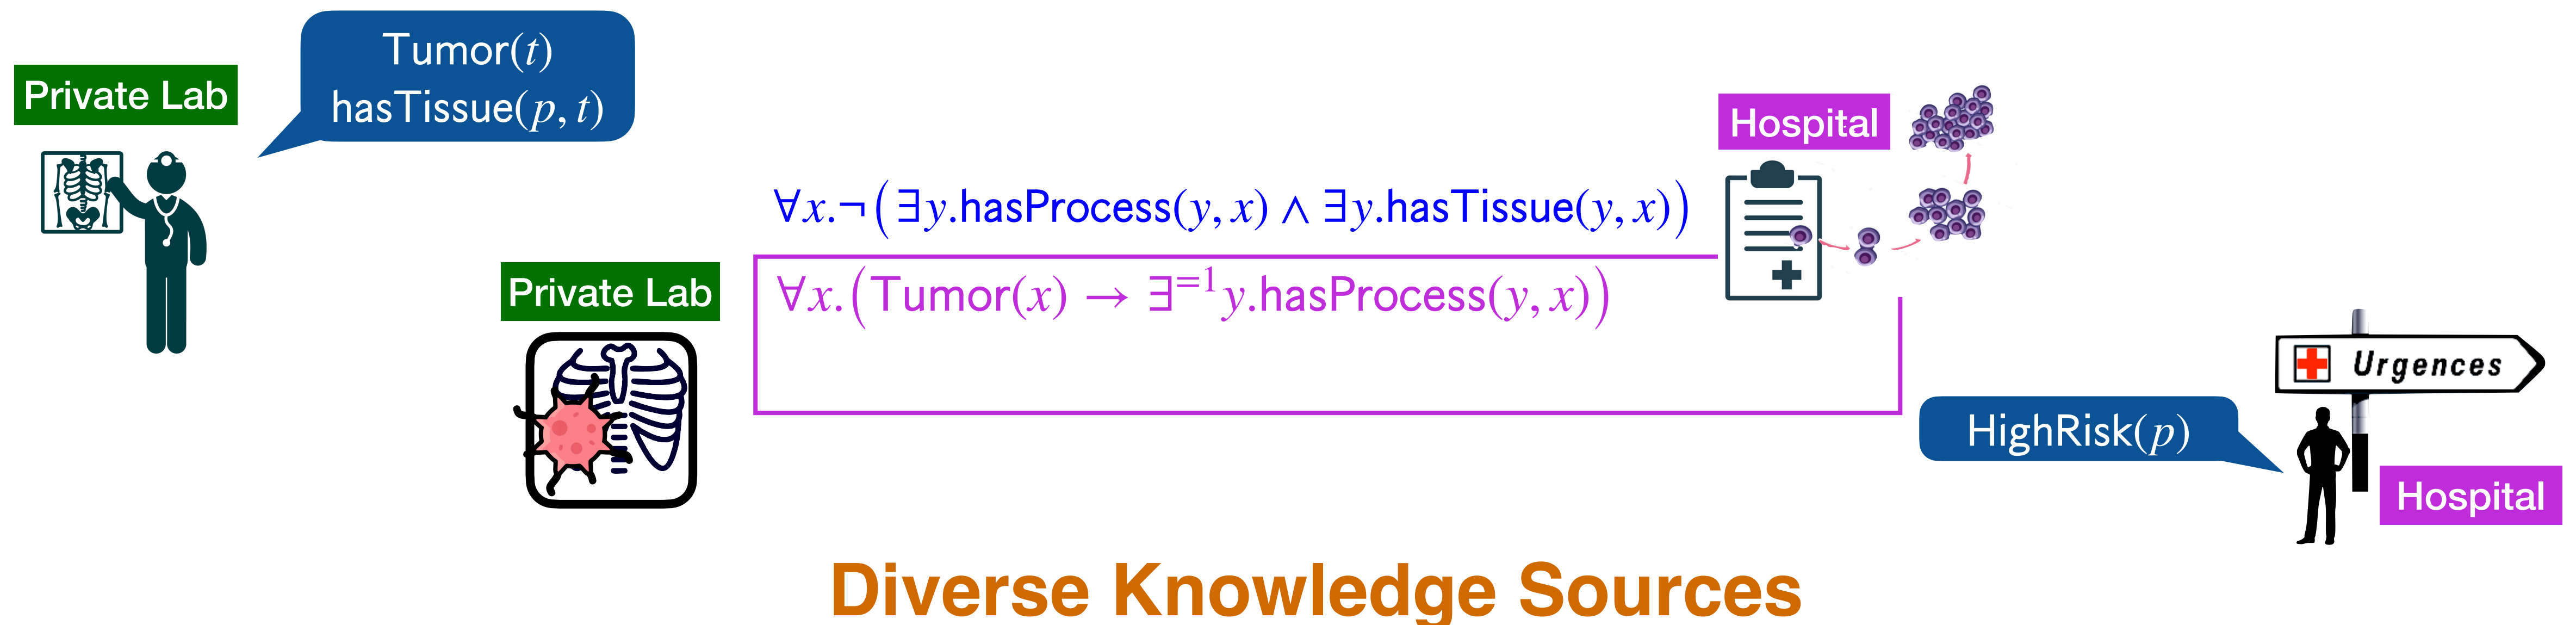 Private Lab
Tumor(t)
hasTissue(p, t)
Hospital
∀x.¬(∃y.hasProcess(y, x) ∧ ∃y.hasTissue(y, x))
Private Lab
∀x.(Tumor(x) → ∃⁼¹y.hasProcess(y, x))
Urgences
HighRisk(p)
Hospital
Diverse Knowledge Sources